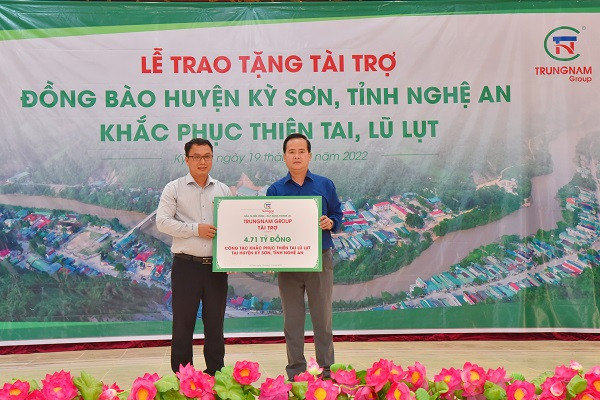 LỄ TRAO TẶNG TÀI TRỢ
ĐỒNG BÀO HUYỆN KỲ SƠN, TỈNH NGHỆ AN
KHẮC PHỤC THIÊN TAI, LŨ LỤT
ngày 19 2022
TRUNGNAM
Group
TRUNGNAM GROUP
TÀI TRỢ
4.71 TỶ ĐỒNG
CÔNG TÁC KHẮC PHỤC THIÊN TAI LŨ LỤT
TẠI HUYỆN KỲ SƠN, TỈNH NGHỆ AN